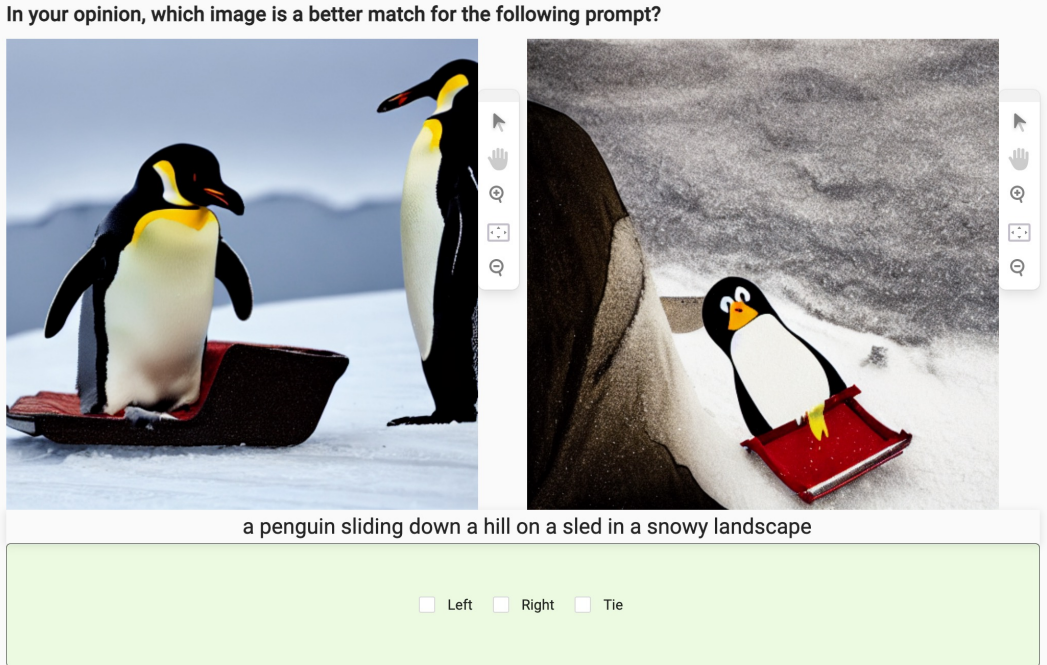 In your opinion, which image is a better match for the following prompt?
a penguin sliding down a hill on a sled in a snowy landscape
Left
Right
Tie